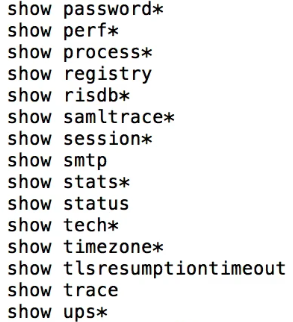 show password*
show perf*
show process*
show registry
show risdb*
show samltrace*
show session*
show smtp
show stats*
show status
show tech*
show timezone*
show tlsresumptiontimeout
show trace
show ups*